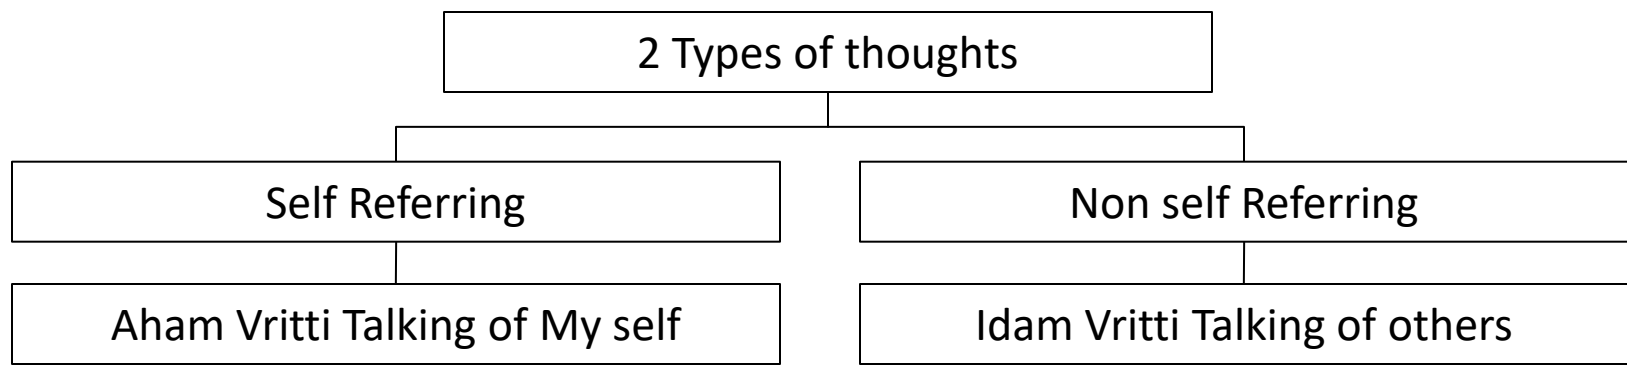 2 Types of thoughts
Self Referring
Non self Referring
Aham Vritti Talking of My self
Idam Vritti Talking of others